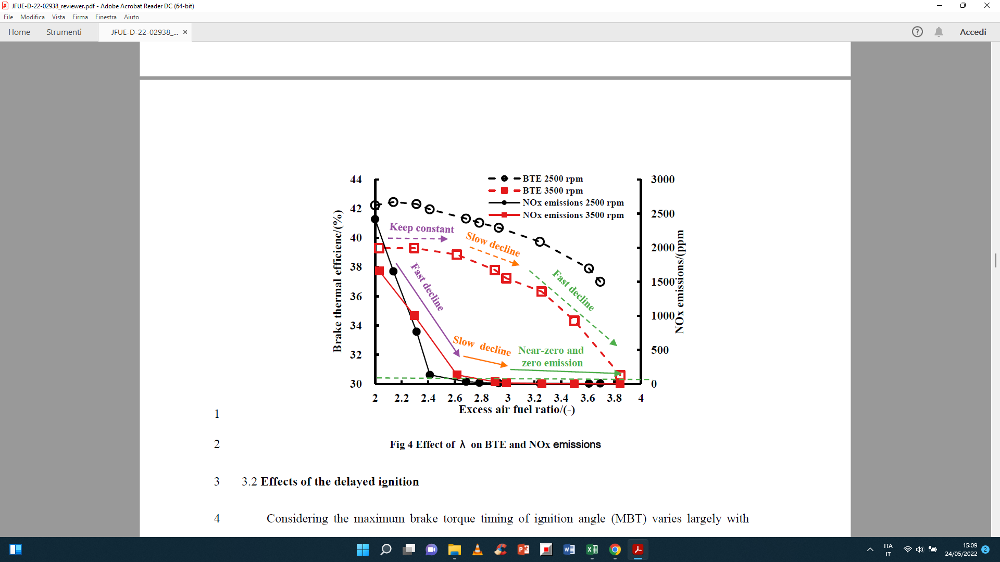 JFUE-D-22-02938_reviewer.pdf - Adobe Acrobat Reader DC (64-bit)
File Modifica Vista Firma Finestra Aiuto
Home Strumenti JFUE-D-22-02938_... × ? Accedi
44
42
40
38
36
34
32
30
Brake thermal efficienc/(%)
BTE 2500 rpm
BTE 3500 rpm
NOx emissions 2500 rpm
NOx emissions 3500 rpm
Keep constant
Slow decline
Fast decline
Fast decline
Slow decline
Near-zero and
zero emission
3000
2500
2000
1500
1000
500
0
NOx emissions/(ppm)
2 2.2 2.4 2.6 2.8 3 3.2 3.4 3.6 3.8 4
Excess air fuel ratio/(-)
1
2 Fig 4 Effect of λ on BTE and NOx emissions
3 3.2 Effects of the delayed ignition
4 Considering the maximum brake torque timing of ignition angle (MBT) varies largely with
ITA
IT
15:09
24/05/2022
2